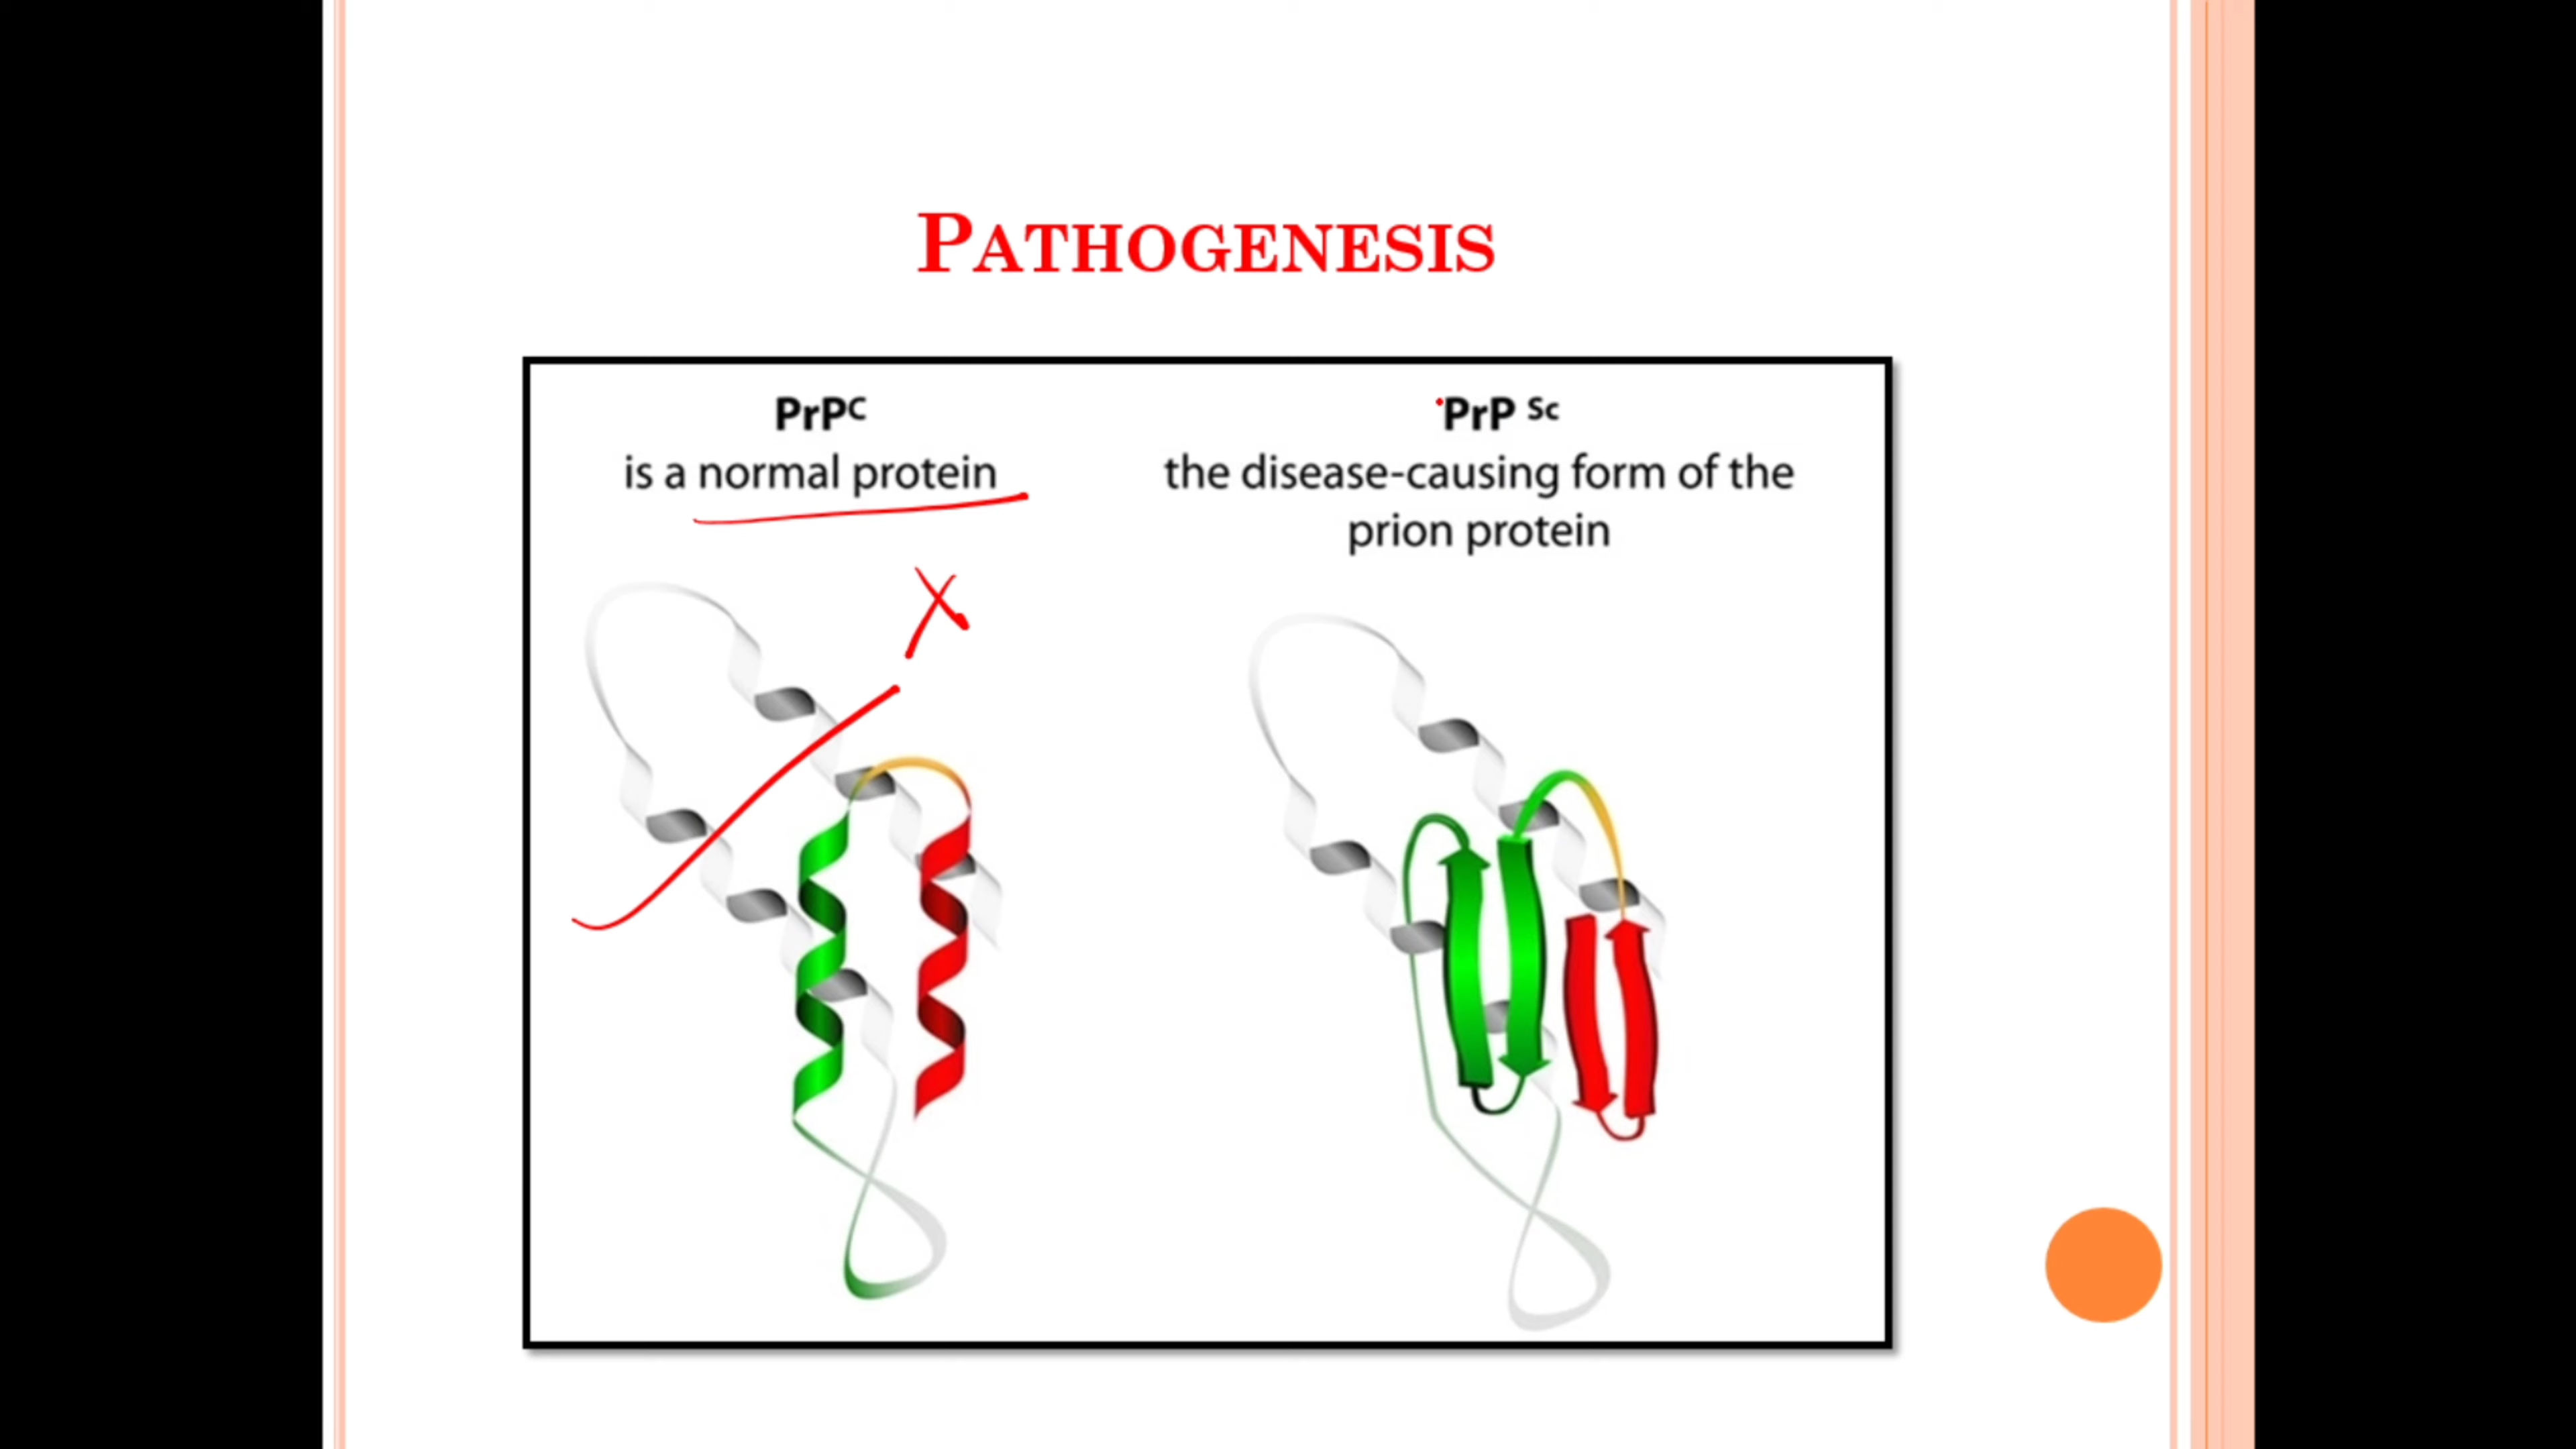 PATHOGENESIS
PrPC
is a normal protein
PrP Sc
the disease-causing form of the
prion protein
X